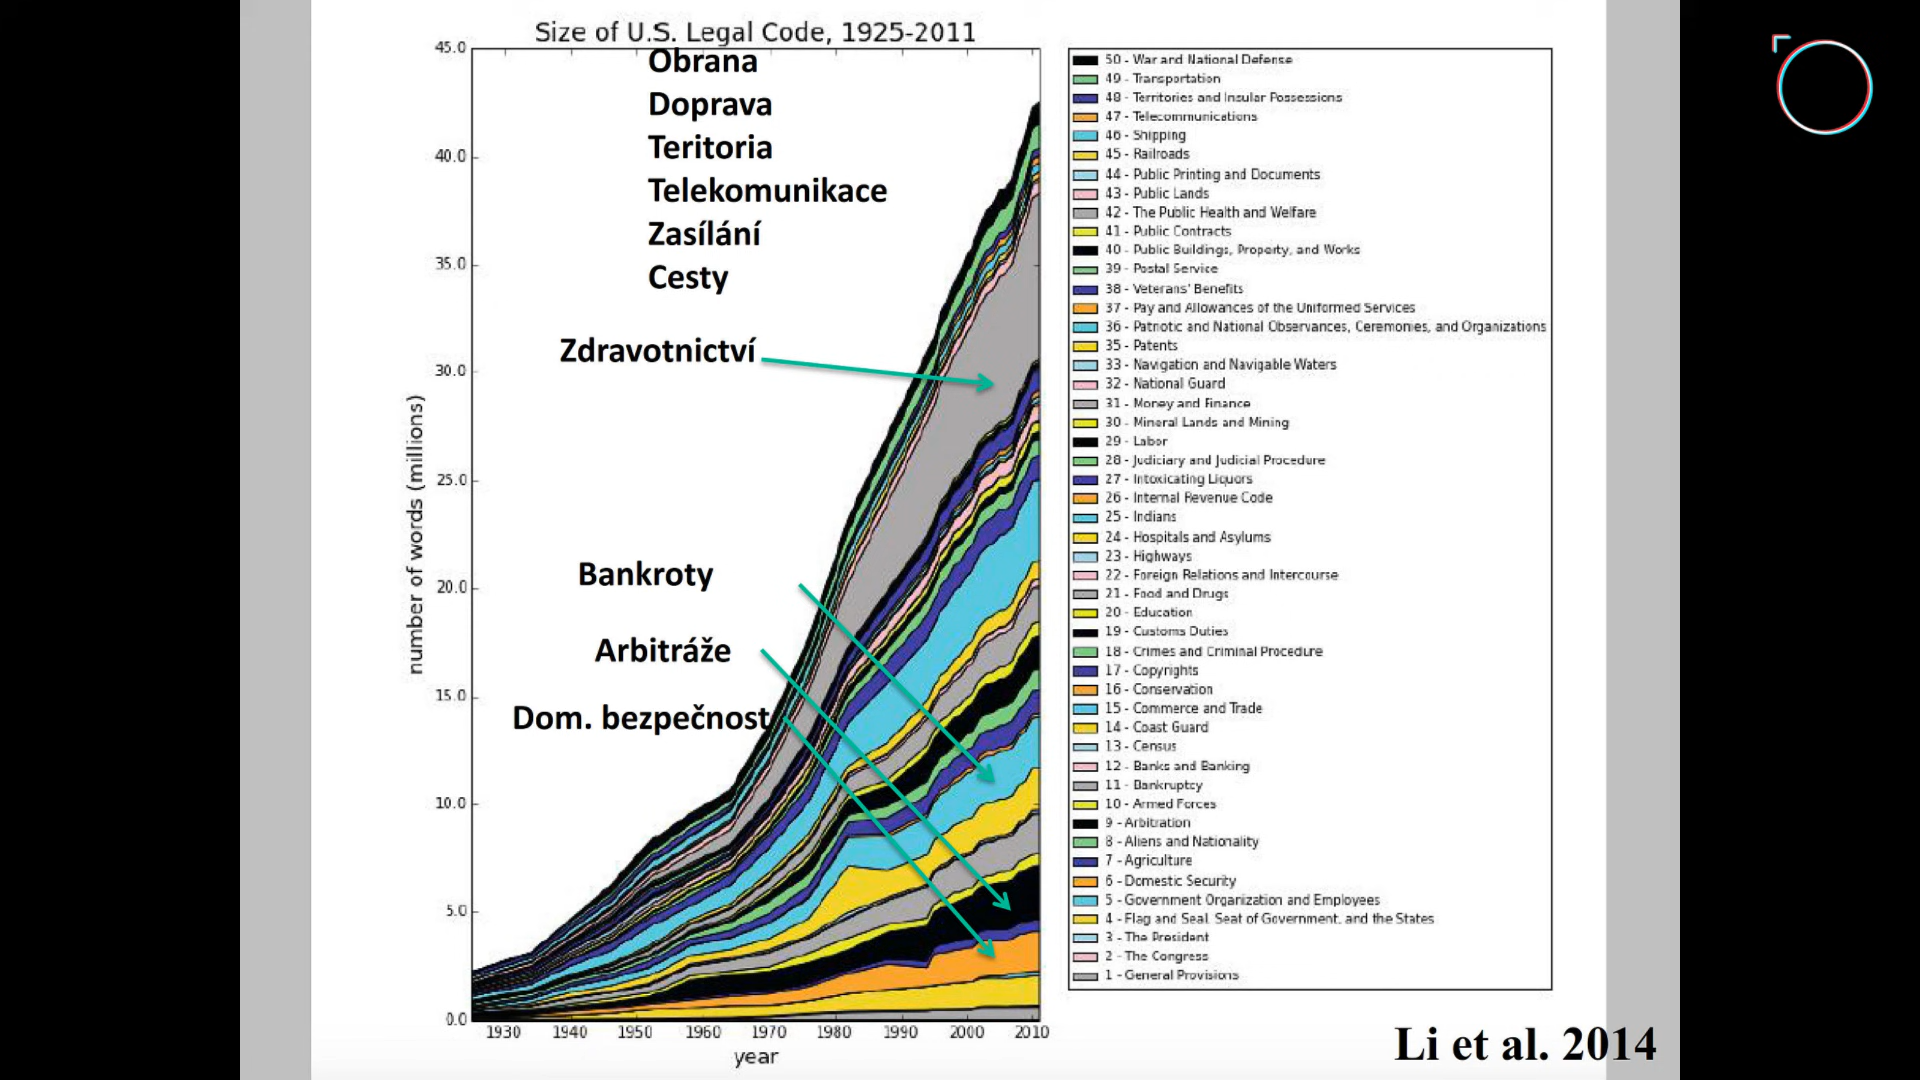 Size of U.S. Legal Code, 1925-2011
Obrana
Doprava
Teritoria
Telekomunikace
Zasílání
Cesty
Zdravotnictví
Bankroty
Arbitráže
Dom. bezpečnost
number of words (millions)
45.0
40.0
35.0
30.0
25.0
20.0
15.0
10.0
5.0
0.0
1930 1940 1950 1960 1970 1980 1990 2000 2010
year
50 - War and National Defense
49 - Transportation
48 - Territories and Insular Possessions
47 - Telecommunications
46 - Shipping
45 - Railroads
44 - Public Printing and Documents
43 - Public Lands
42 - The Public Health and Welfare
41 - Public Contracts
40 - Public Buildings, Property, and Works
39 - Postal Service
38 - Veterans' Benefits
37 - Pay and Allowances of the Uniformed Services
36 - Patriotic and National Observances, Ceremonies, and Organizations
35 - Patents
33 - Navigation and Navigable Waters
32 - National Guard
31 - Money and Finance
30 - Mineral Lands and Mining
29 - Labor
28 - Judiciary and Judicial Procedure
27 - Intoxicating Liquors
26 - Internal Revenue Code
25 - Indians
24 - Hospitals and Asylums
23 - Highways
22 - Foreign Relations and Intercourse
21 - Food and Drugs
20 - Education
19 - Customs Duties
18 - Crimes and Criminal Procedure
17 - Copyrights
16 - Conservation
15 - Commerce and Trade
14 - Coast Guard
13 - Census
12 - Banks and Banking
11 - Bankruptcy
10 - Armed Forces
9 - Arbitration
8 - Aliens and Nationality
7 - Agriculture
6 - Domestic Security
5 - Government Organization and Employees
4 - Flag and Seal, Seat of Government, and the States
3 - The President
2 - The Congress
1 - General Provisions
Li et al. 2014